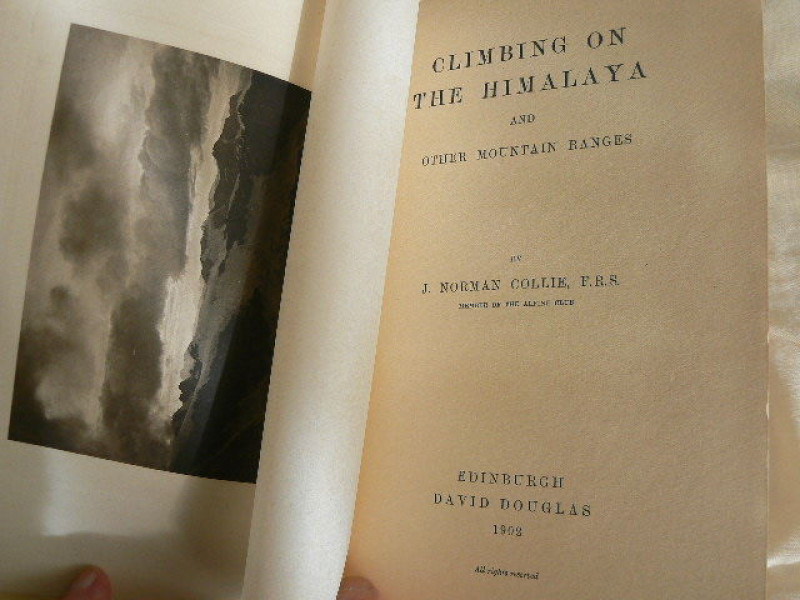 CLIMBING ON
THE HIMALAYA
AND
OTHER MOUNTAIN RANGES
BY
J. NORMAN COLLIE, F.R.S.
MEMBER OF THE ALPINE CLUB
EDINBURGH
DAVID DOUGLAS
1902
All rights reserved